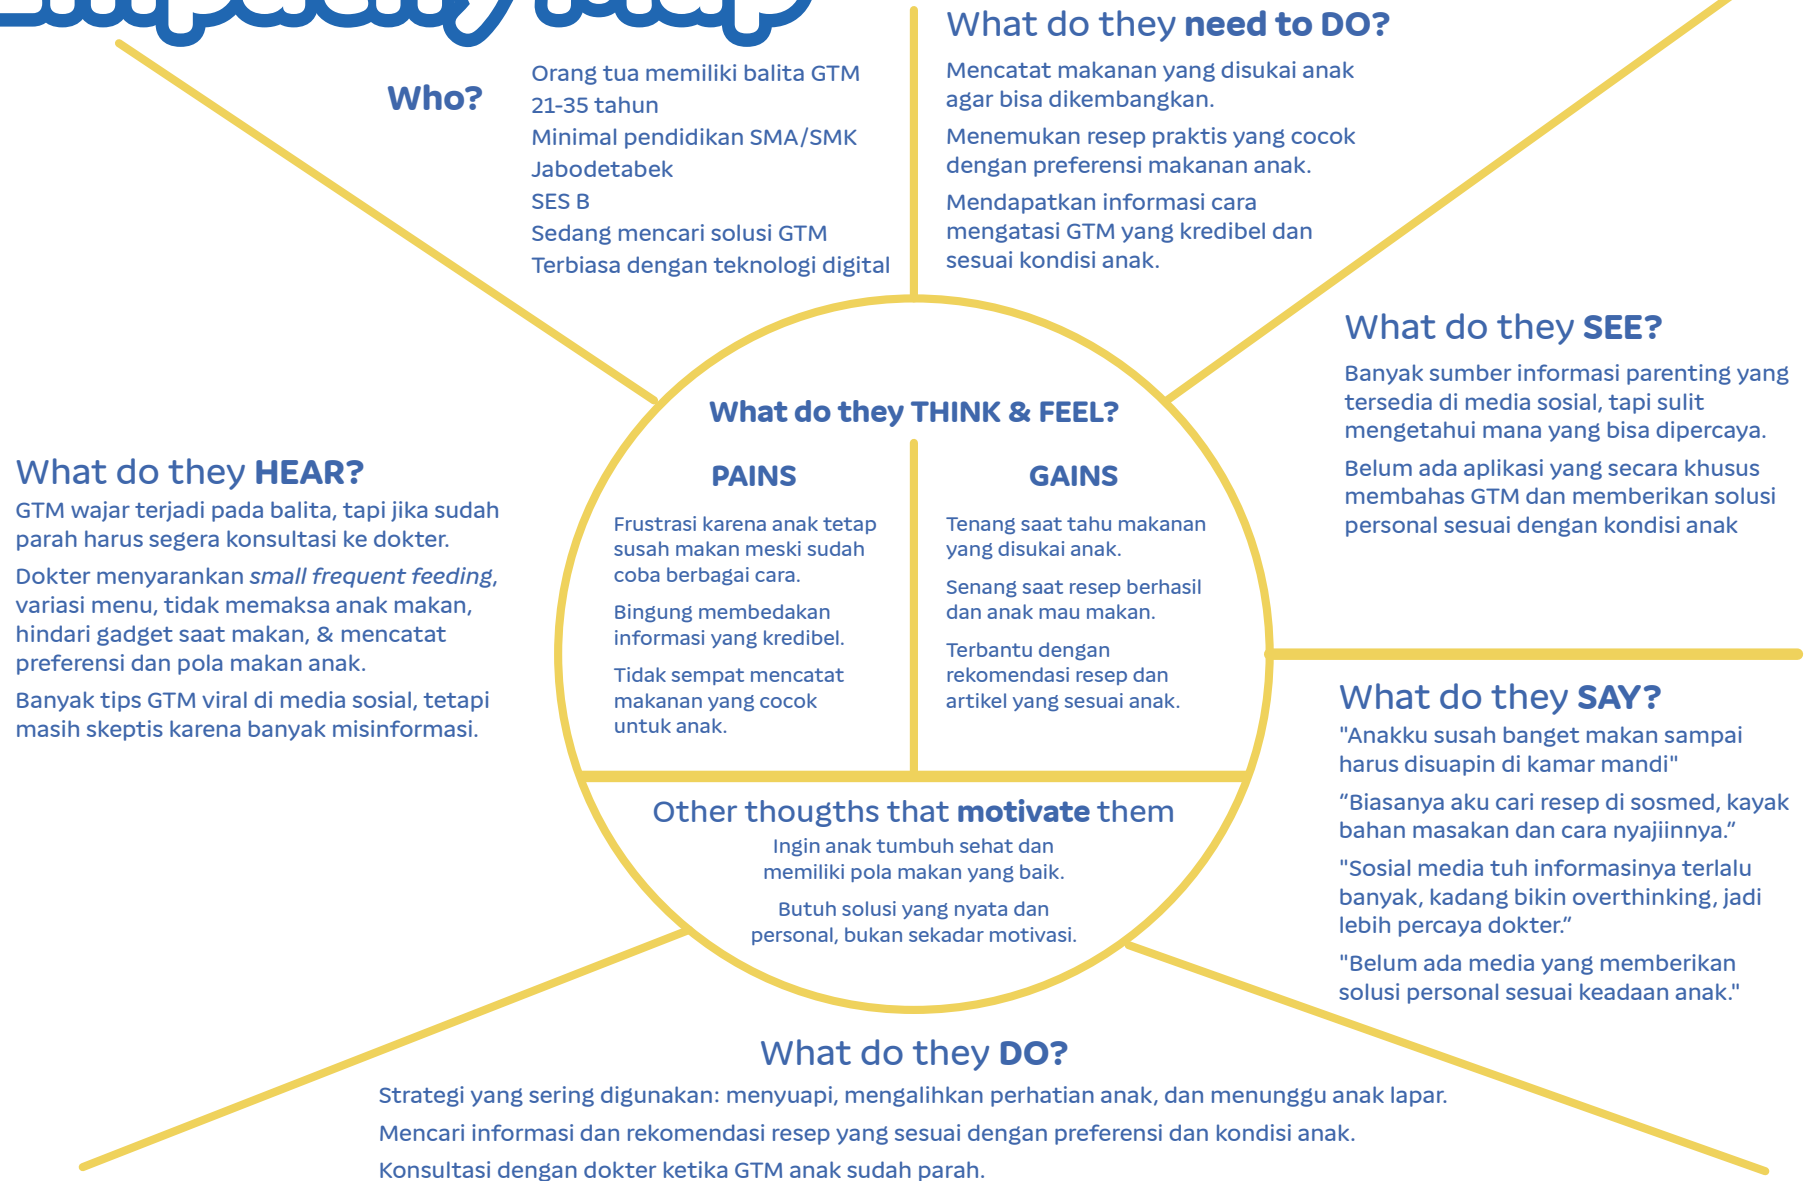 Empathy Map
Who?
Orang tua memiliki balita GTM
21-35 tahun
Minimal pendidikan SMA/SMK
Jabodetabek
SES B
Sedang mencari solusi GTM
Terbiasa dengan teknologi digital
What do they need to DO?
Mencatat makanan yang disukai anak
agar bisa dikembangkan.
Menemukan resep praktis yang cocok
dengan preferensi makanan anak.
Mendapatkan informasi cara
mengatasi GTM yang kredibel dan
sesuai kondisi anak.
What do they SEE?
Banyak sumber informasi parenting yang
tersedia di media sosial, tapi sulit
mengetahui mana yang bisa dipercaya.
Belum ada aplikasi yang secara khusus
membahas GTM dan memberikan solusi
personal sesuai dengan kondisi anak
What do they HEAR?
GTM wajar terjadi pada balita, tapi jika sudah
parah harus segera konsultasi ke dokter.
Dokter menyarankan small frequent feeding,
variasi menu, tidak memaksa anak makan,
hindari gadget saat makan, & mencatat
preferensi dan pola makan anak.
Banyak tips GTM viral di media sosial, tetapi
masih skeptis karena banyak misinformasi.
What do they THINK & FEEL?
PAINS
Frustrasi karena anak tetap
susah makan meski sudah
coba berbagai cara.
Bingung membedakan
informasi yang kredibel.
Tidak sempat mencatat
makanan yang cocok
untuk anak.
GAINS
Tenang saat tahu makanan
yang disukai anak.
Senang saat resep berhasil
dan anak mau makan.
Terbantu dengan
rekomendasi resep dan
artikel yang sesuai anak.
Other thougths that motivate them
Ingin anak tumbuh sehat dan
memiliki pola makan yang baik.
Butuh solusi yang nyata dan
personal, bukan sekadar motivasi.
What do they SAY?
"Anakku susah banget makan sampai
harus disuapin di kamar mandi"
“Biasanya aku cari resep di sosmed, kayak
bahan masakan dan cara nyajiinnya.“
"Sosial media tuh informasinya terlalu
banyak, kadang bikin overthinking, jadi
lebih percaya dokter.“
"Belum ada media yang memberikan
solusi personal sesuai keadaan anak."
What do they DO?
Strategi yang sering digunakan: menyuapi, mengalihkan perhatian anak, dan menunggu anak lapar.
Mencari informasi dan rekomendasi resep yang sesuai dengan preferensi dan kondisi anak.
Konsultasi dengan dokter ketika GTM anak sudah parah.